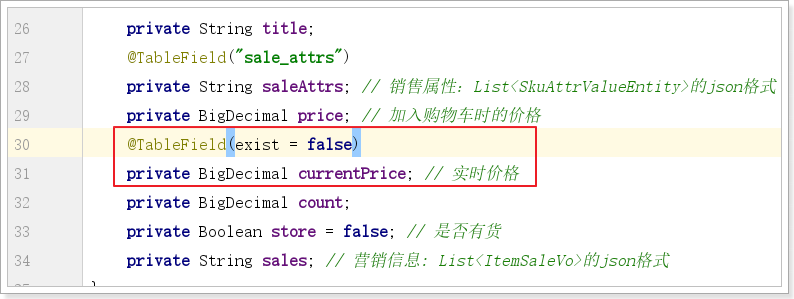 26 private String title;
27 @TableField("sale_attrs")
28 private String saleAttrs; // 销售属性：List<SkuAttrValueEntity>的json格式
29 private BigDecimal price; // 加入购物车时的价格
30 @TableField(exist = false)
31 private BigDecimal currentPrice; // 实时价格
32 private BigDecimal count;
33 private Boolean store = false; // 是否有货
34 private String sales; // 营销信息: List<ItemSaleVo>的json格式